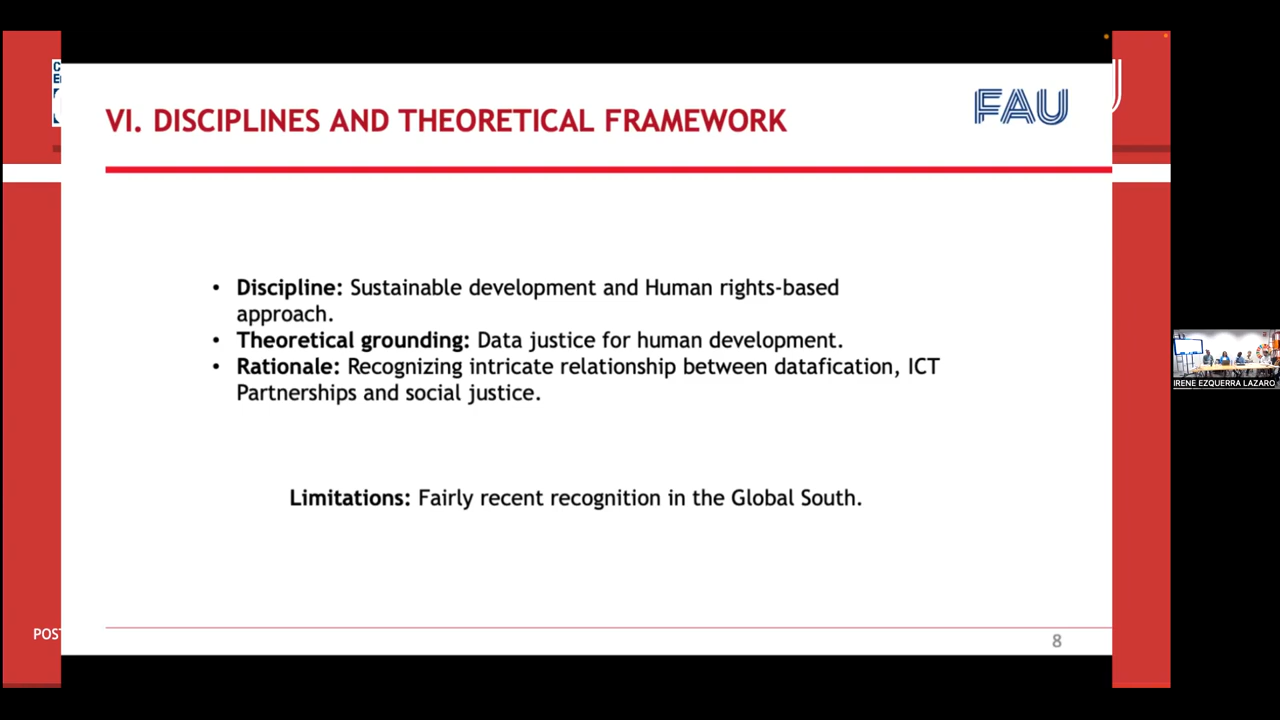 VI. DISCIPLINES AND THEORETICAL FRAMEWORK
FAU
• Discipline: Sustainable development and Human rights-based
approach.
• Theoretical grounding: Data justice for human development.
• Rationale: Recognizing intricate relationship between datafication, ICT
Partnerships and social justice.
IRENE EZQUERRA LAZARO
Limitations: Fairly recent recognition in the Global South.
POST
8